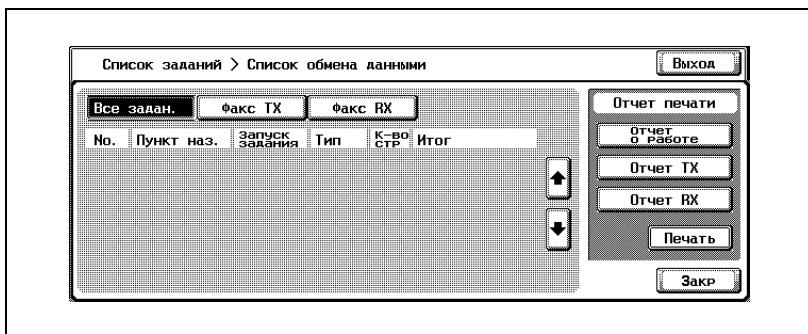 Список заданий > Список обмена данными
Выход
Все задан.
Факс TX
Факс RX
No.
Пункт наз.
Запуск
задания
Тип
К-во
стр
Итог
Отчет печати
Отчет
о работе
Отчет TX
Отчет RX
Печать
Закр